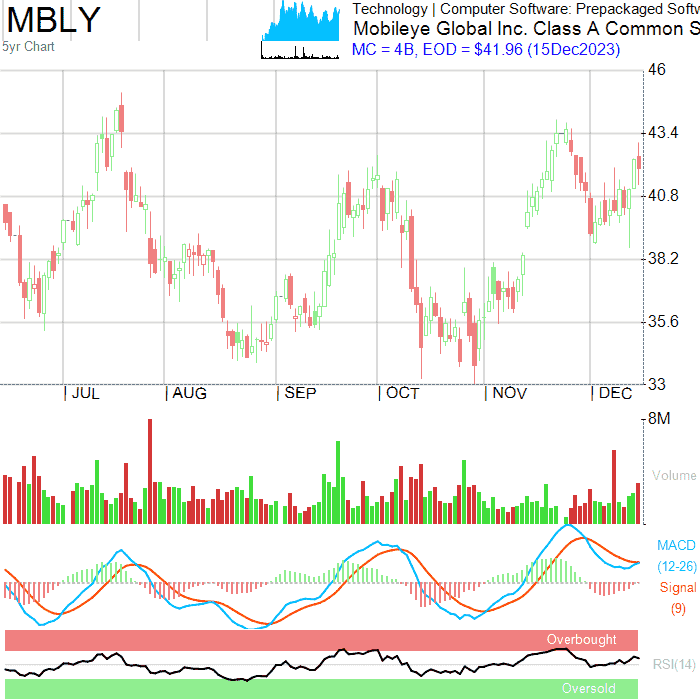 MBLY
5yr Chart
Technology | Computer Software: Prepackaged Softw
Mobileye Global Inc. Class A Common S
MC = 4B, EOD = $41.96 (15Dec2023)
46
43.4
40.8
38.2
35.6
33
JUL AUG SEP OCT NOV DEC
8M
Volume
MACD
(12-26)
Signal
(9)
Overbought
RSI(14)
Oversold